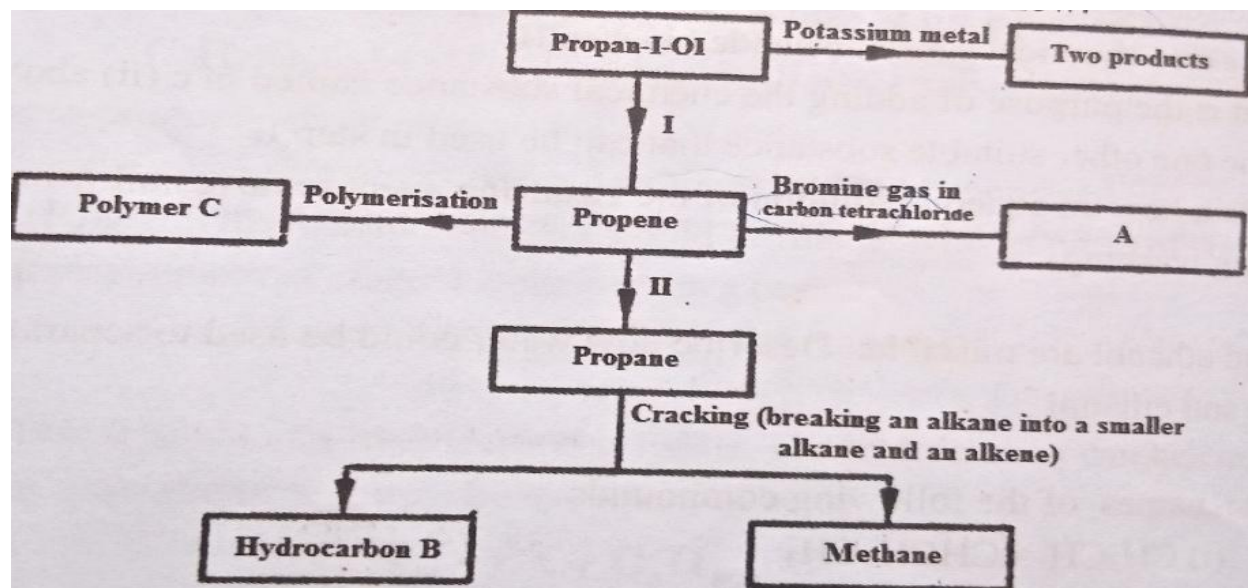 Propan-I-OI
Potassium metal
Two products
I
Polymer C
Polymerisation
Propene
Bromine gas in
carbon tetrachloride
A
II
Propane
Cracking (breaking an alkane into a smaller
alkane and an alkene)
Hydrocarbon B
Methane